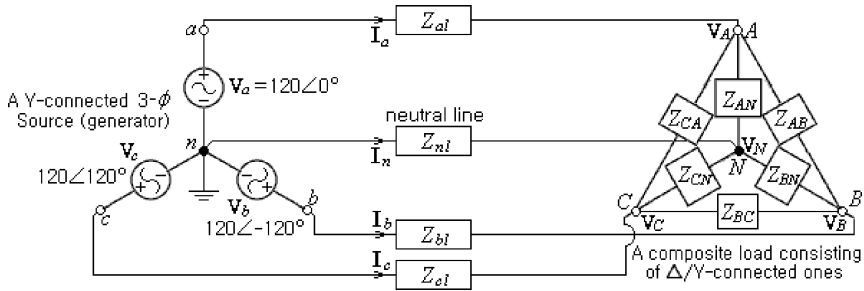 a
I_a
Z_al
V_A A
A Y-connected 3-ϕ
Source (generator)
V_a = 120∠0°
neutral line
n
I_n
Z_nl
Z_CA
Z_AN
Z_AB
V_N
N
V_c
120∠120°
c
V_b
120∠-120°
b
Z_CN
Z_BN
C
V_C
Z_BC
B
V_B
I_b
Z_bl
I_c
Z_cl
A composite load consisting
of Δ/Y-connected ones